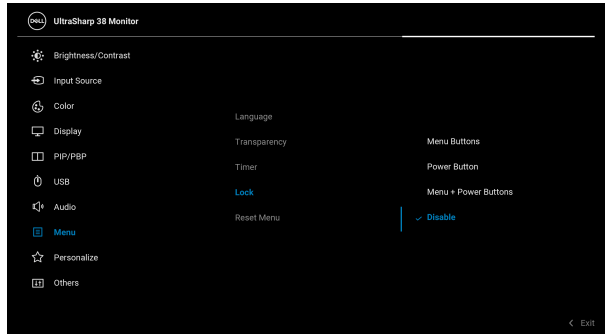 DELL UltraSharp 38 Monitor
Brightness/Contrast
Input Source
Color
Display
PIP/PBP
USB
Audio
Menu
Personalize
Others
Language
Transparency
Timer
Lock
Reset Menu
Menu Buttons
Power Button
Menu + Power Buttons
Disable
Exit